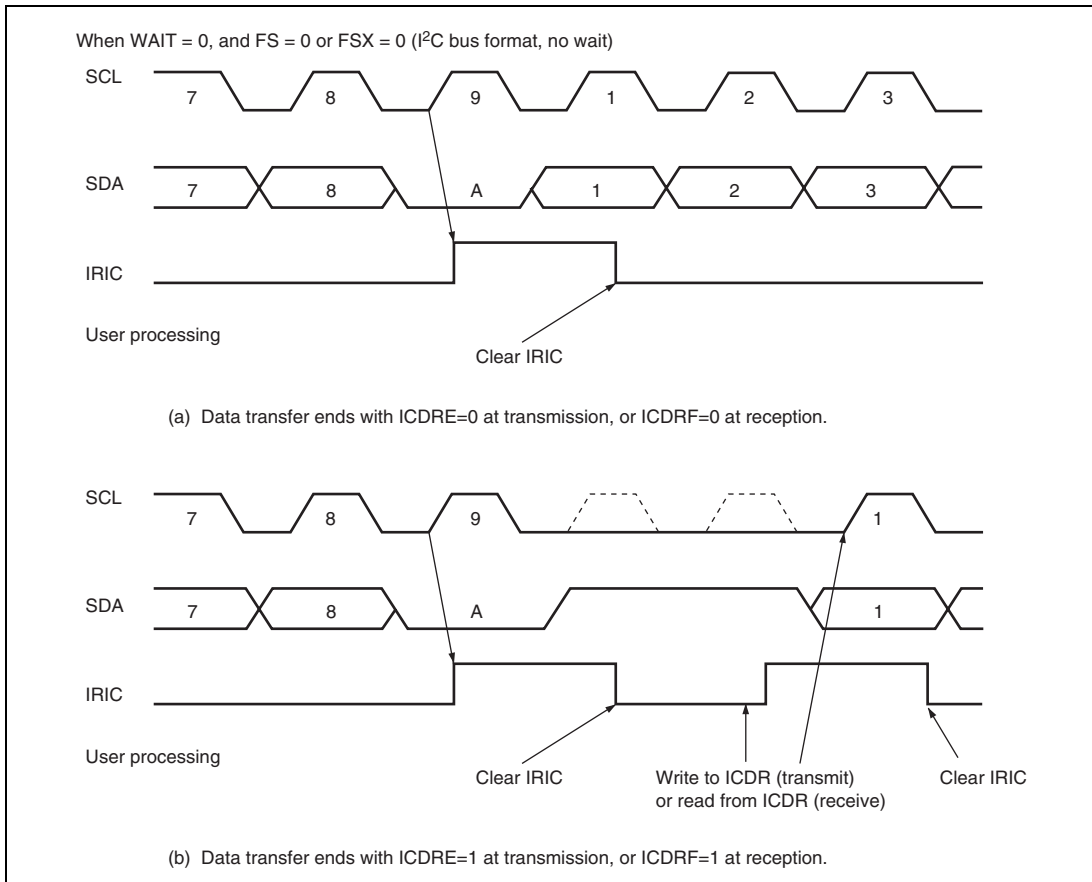 When WAIT = 0, and FS = 0 or FSX = 0 (I²C bus format, no wait)
SCL
7 8 9 1 2 3
SDA
7 8 A 1 2 3
IRIC
User processing
Clear IRIC
(a) Data transfer ends with ICDRE=0 at transmission, or ICDRF=0 at reception.
SCL
7 8 9 1
SDA
7 8 A 1
IRIC
User processing
Clear IRIC Write to ICDR (transmit) Clear IRIC
or read from ICDR (receive)
(b) Data transfer ends with ICDRE=1 at transmission, or ICDRF=1 at reception.